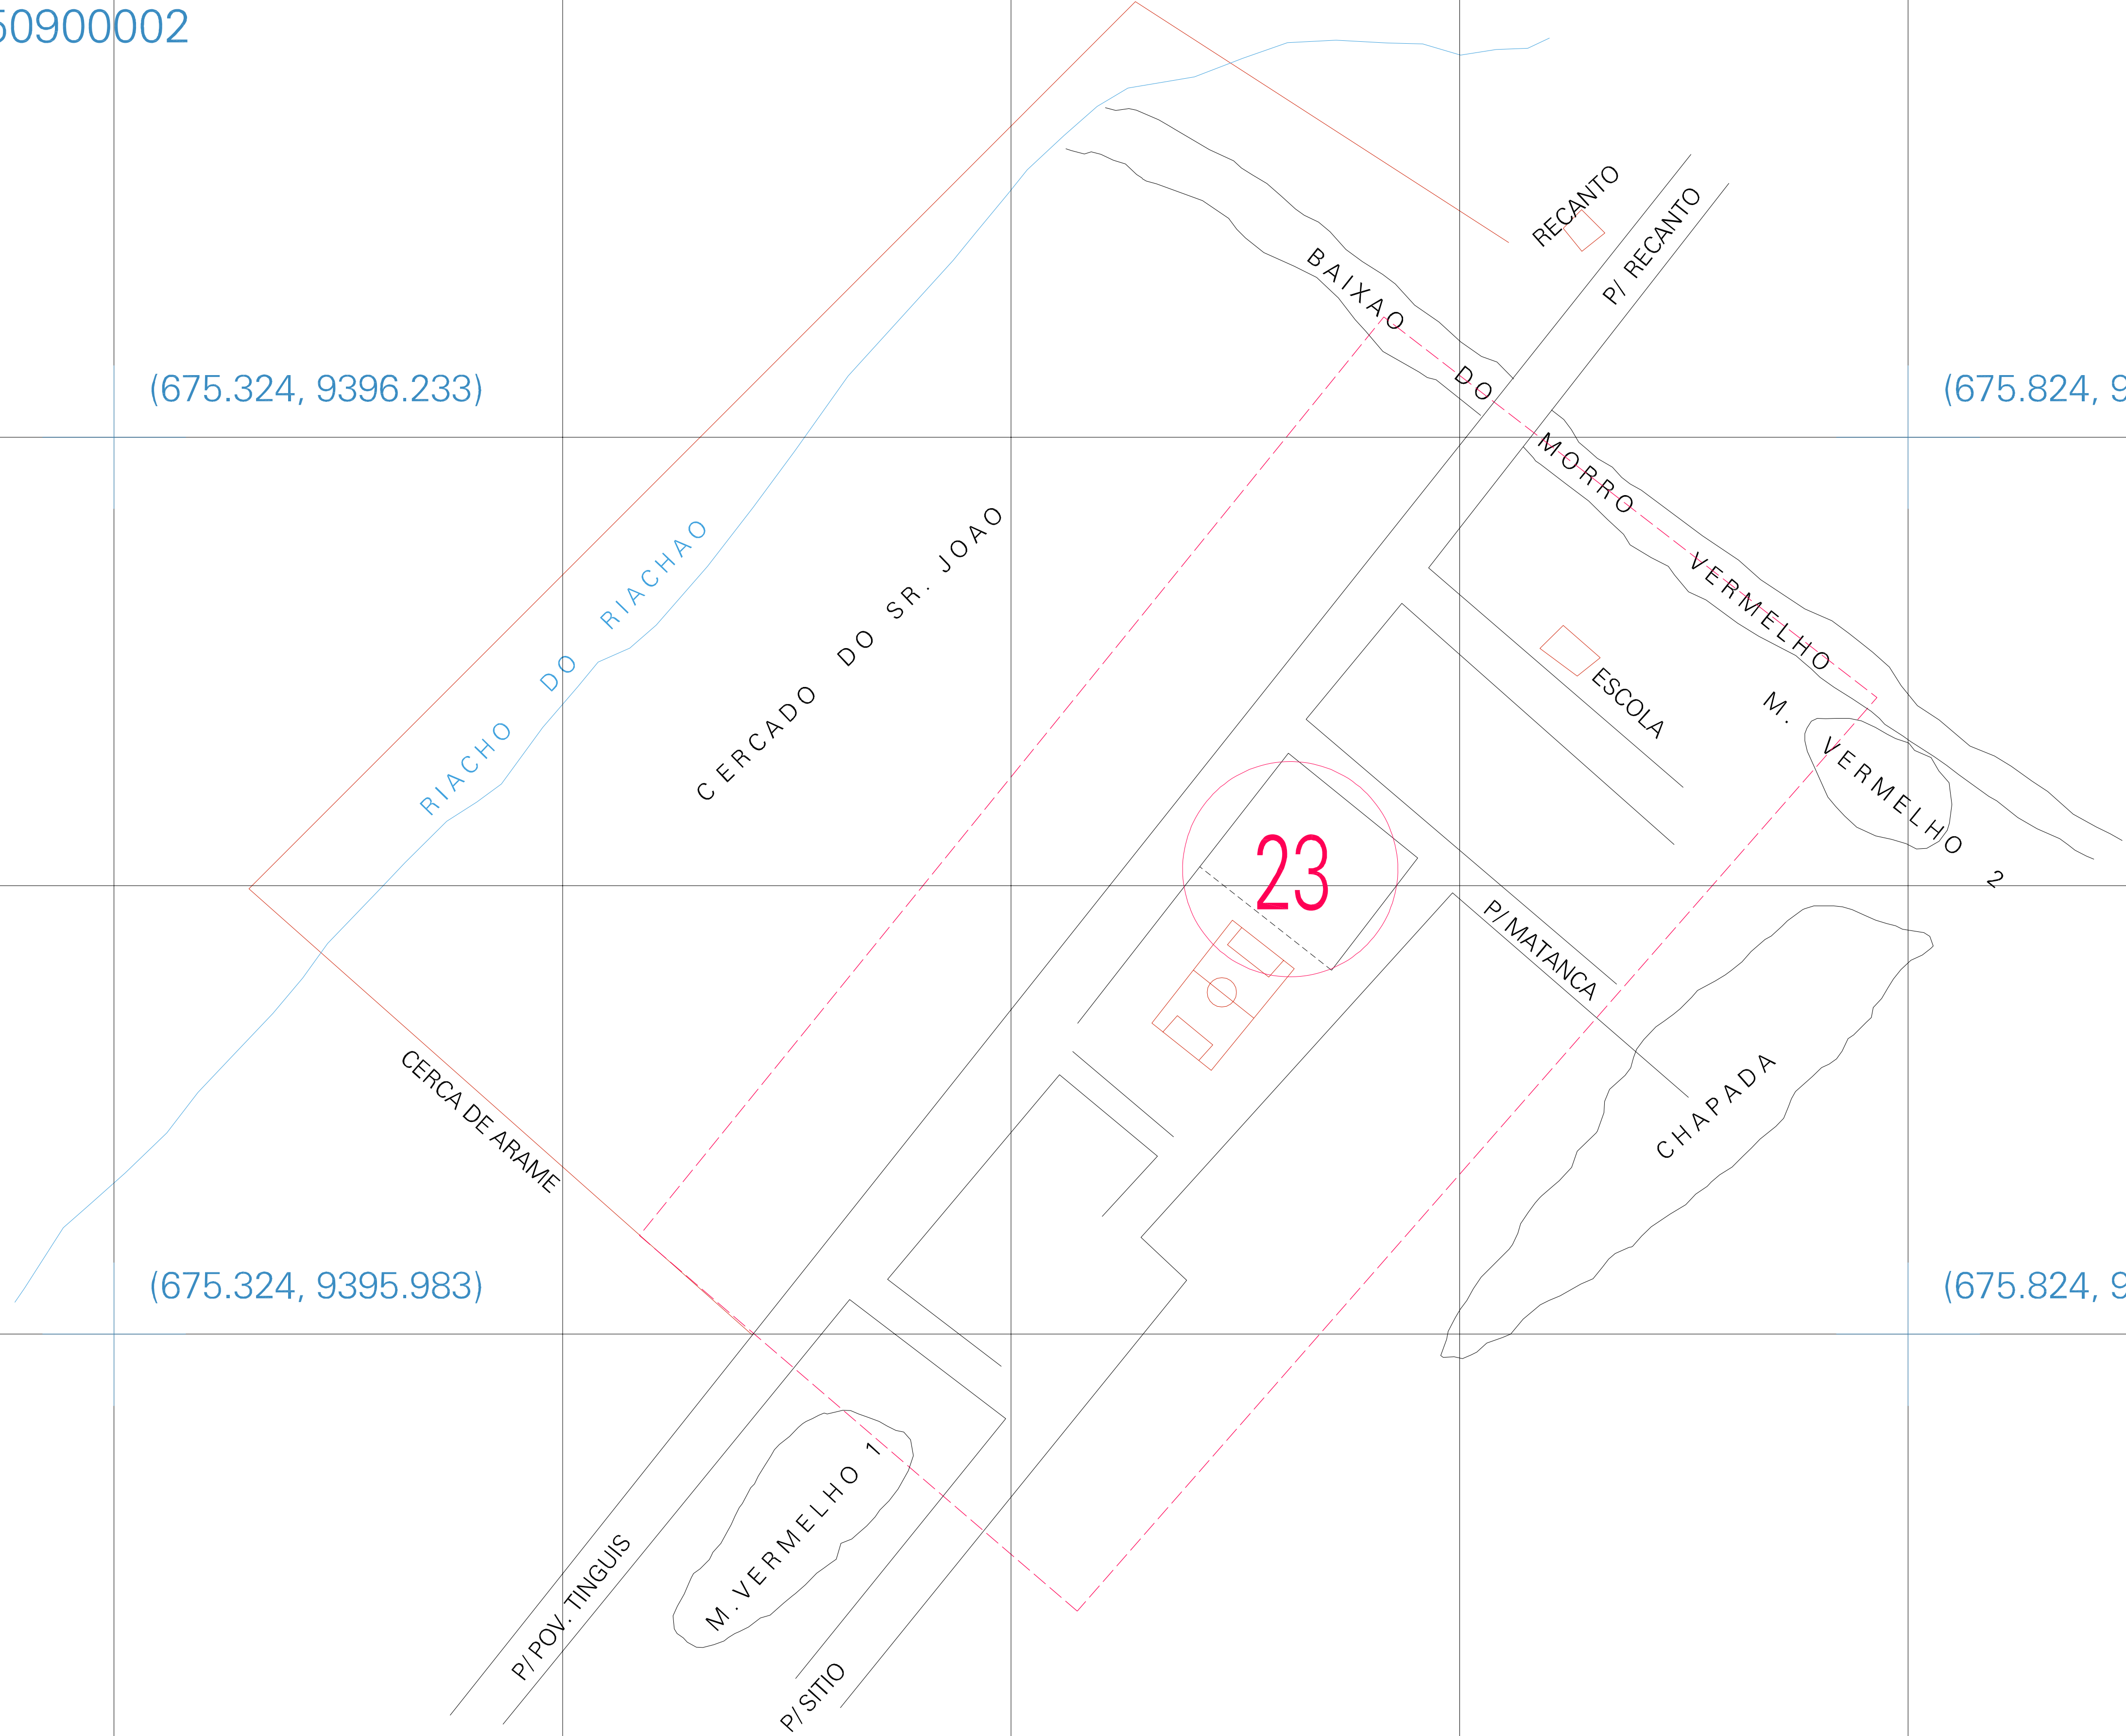 50900002
RECANTO
P/ RECANTO
BAIXAO DO MORRO VERMELHO
(675.324, 9396.233)
(675.824, 9
RIACHO DO RIACHAO
CERCADO DO SR. JOAO
ESCOLA
M. VERMELHO 2
23
P/MATANCA
CERCA DE ARAME
CHAPADA
(675.324, 9395.983)
(675.824, 9
M. VERMELHO 1
P/ POV. TINGUIS
P/ SITIO